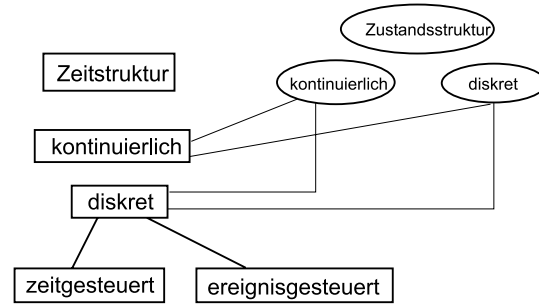 Zustandsstruktur
Zeitstruktur
kontinuierlich
diskret
kontinuierlich
diskret
zeitgesteuert
ereignisgesteuert